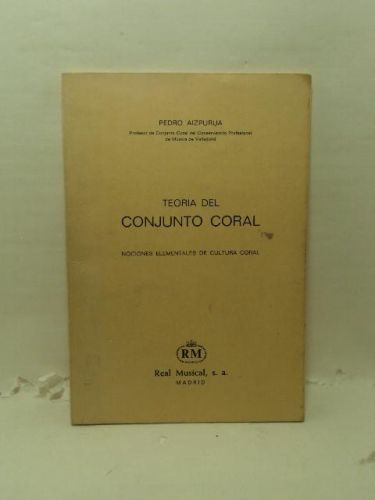 PEDRO AIZPURUA
Profesor de Conjunto Coral del Conservatorio Profesional
de Música de Valladolid
TEORIA DEL
CONJUNTO CORAL
NOCIONES ELEMENTALES DE CULTURA CORAL
RM
Real Musical, s. a.
MADRID